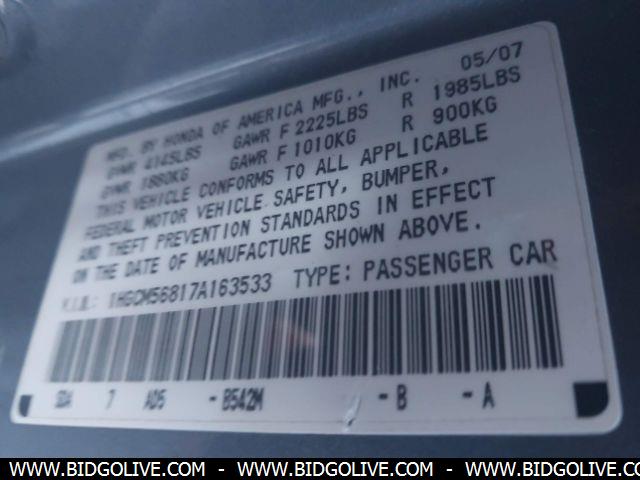 MFD. BY HONDA OF AMERICA MFG., INC. 05/07
GVWR 4145LBS GAWR F 2225LBS R 1985LBS
GVWR 1880KG GAWR F 1010KG R 900KG
THIS VEHICLE CONFORMS TO ALL APPLICABLE
FEDERAL MOTOR VEHICLE SAFETY, BUMPER,
AND THEFT PREVENTION STANDARDS IN EFFECT
ON THE DATE OF MANUFACTURE SHOWN ABOVE.
V.I.N.: 1HGCM56817A163533 TYPE: PASSENGER CAR
SDA 7 A05 -B542M -B -A
WWW.BIDGOLIVE.COM - WWW.BIDGOLIVE.COM - WWW.BIDGOLIVE.COM